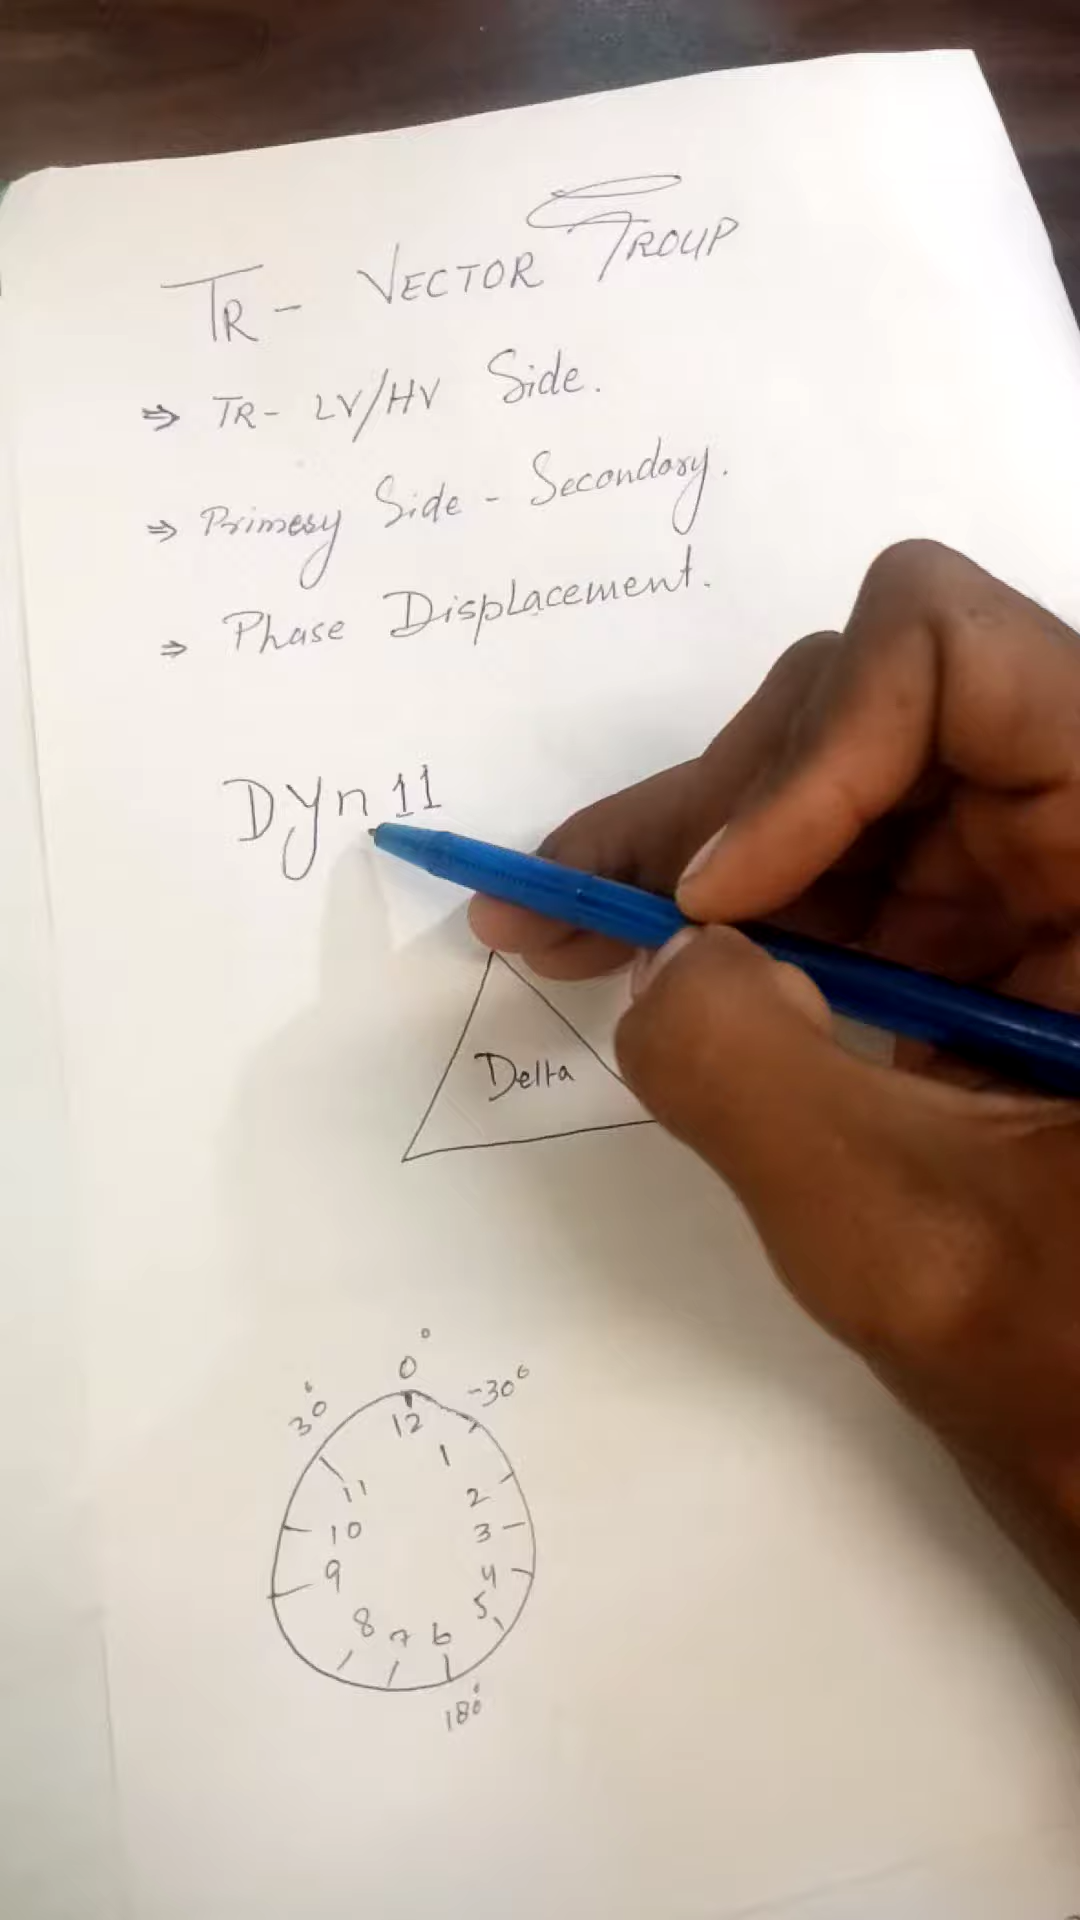 TR - VECTOR GROUP
⇒ TR- LV/HV Side.
⇒ Primesy Side - Secondary.
⇒ Phase Displacement.
Dyn 11
Delta
0°
30°
-30°
12
11
1
10
2
9
3
8
4
7
5
6
180°